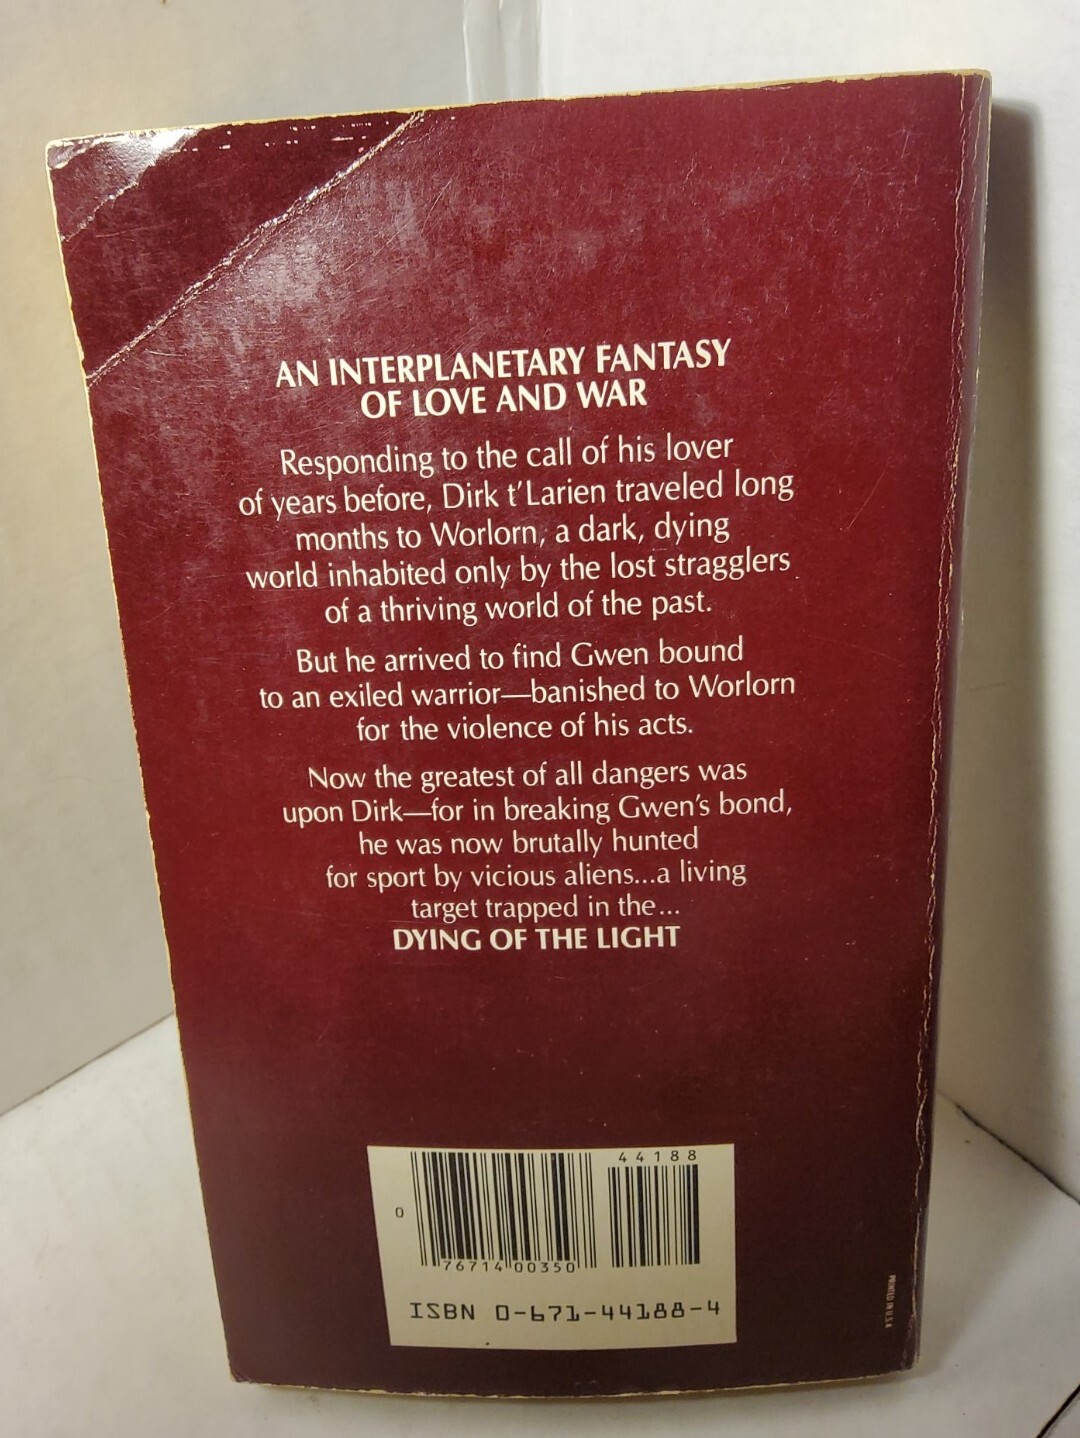 AN INTERPLANETARY FANTASY
OF LOVE AND WAR
Responding to the call of his lover
of years before, Dirk t'Larien traveled long
months to Worlorn, a dark, dying
world inhabited only by the lost stragglers
of a thriving world of the past.
But he arrived to find Gwen bound
to an exiled warrior—banished to Worlorn
for the violence of his acts.
Now the greatest of all dangers was
upon Dirk—for in breaking Gwen's bond,
he was now brutally hunted
for sport by vicious aliens...a living
target trapped in the...
DYING OF THE LIGHT
44188
0
76714 00350
ISBN 0-671-44188-4
PRINTED IN U.S.A.